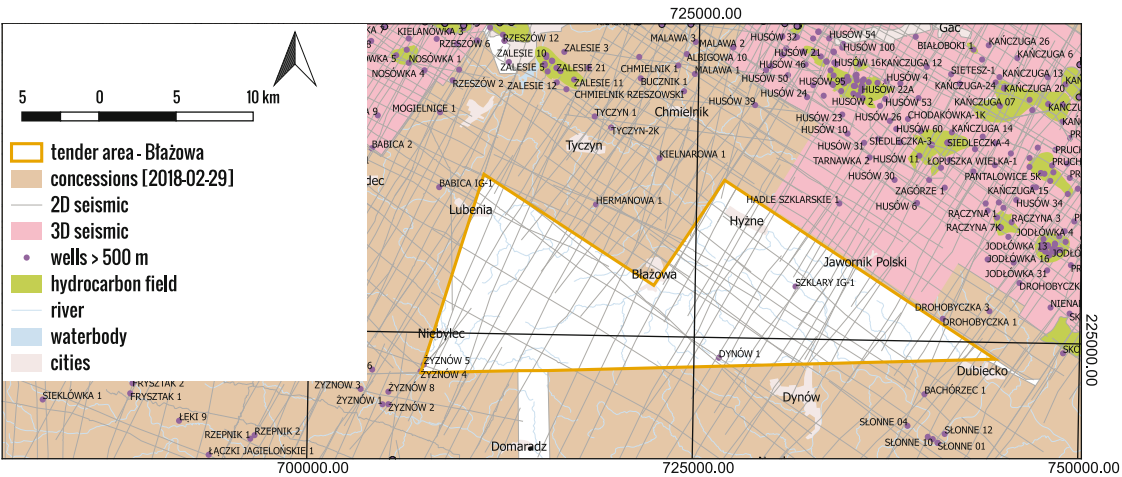 725000.00
5 0 5 10 km
tender area - Błażowa
concessions [2018-02-29]
2D seismic
3D seismic
wells > 500 m
hydrocarbon field
river
waterbody
cities
KIELANÓWKA 3
RZESZÓW 6
NOSÓWKA 1
NOSÓWKA 4
MOGIELNICE 1
BABICA 2
RZESZÓW 12
ZALESIE 10
ZALESIE 3
ZALESIE 5
ZALESIE 21
RZESZÓW 2
ZALESIE 12
ZALESIE 11
CHMIELNIK 1
BUCZNIK 1
CHMIELNIK RZESZOWSKI
MALAWA 3
MALAWA 2
ALBIGOWA 10
MALAWA 1
Chmielnik
TYCZYN 1
TYCZYN-2K
Tyczyn
KIELNAROWA 1
HERMANOWA 1
BABICA IG-1
Lubenia
HUSÓW 32
HUSÓW 54
HUSÓW 21
HUSÓW 100
HUSÓW 46
HUSÓW 16
KAŃCZUGA 12
HUSÓW 50
HUSÓW 95
HUSÓW 4
HUSÓW 24
HUSÓW 22A
HUSÓW 39
HUSÓW 2
HUSÓW 53
HUSÓW 23
HUSÓW 26
CHODAKÓWKA-1K
HUSÓW 10
HUSÓW 60
KAŃCZUGA 14
HUSÓW 31
SIEDLECZKA-3
SIEDLECZKA-4
TARNAWKA 2
HUSÓW 11
ŁOPUSZKA WIELKA-1
HUSÓW 30
PANTALOWICE 5K
ZAGÓRZE 1
KAŃCZUGA 15
HADLE SZKLARSKIE 1
HUSÓW 6
HUSÓW 34
Gać
BIAŁOBOKI 1
KAŃCZUGA 26
KAŃCZUGA 6
SIETESZ-1
KAŃCZUGA 13
KAŃCZUGA-24
KAŃCZUGA 20
KAŃCZUGA 07
RĄCZYNA 1
RĄCZYNA 3
RĄCZYNA 7K
JODŁÓWKA 4
JODŁÓWKA 13
JODŁÓWKA 16
JODŁÓWKA 31
Hyżne
Błażowa
Jawornik Polski
SZKLARY IG-1
DROHOBYCZKA 3
DROHOBYCZKA 1
Niebylec
ŻYZNÓW 5
ŻYZNÓW 4
DYNÓW 1
Dubiecko
225000.00
FRYSZTAK 2
SIEKLÓWKA 1
FRYSZTAK 1
ŁĘKI 9
RZEPNIK 1
RZEPNIK 2
ŁĄCZKI JAGIELOŃSKIE 1
ŻYZNÓW 3
ŻYZNÓW 8
ŻYZNÓW 1
ŻYZNÓW 2
Domaradz
Dynów
BACHÓRZEC 1
SŁONNE 04
SŁONNE 12
SŁONNE 10
SŁONNE 01
700000.00
725000.00
750000.00